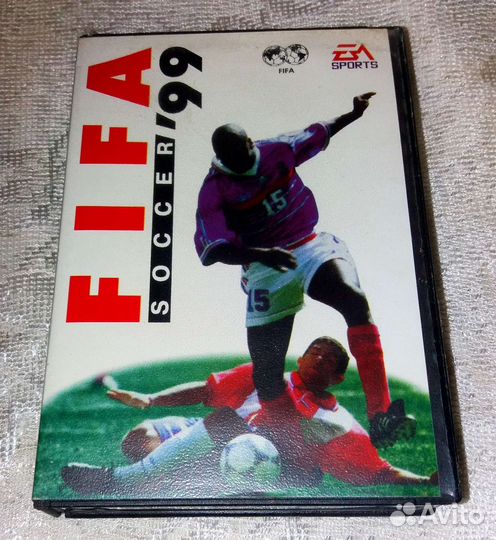 FIFA
SOCCER '99
FIFA
EA
SPORTS
15
15
Avito